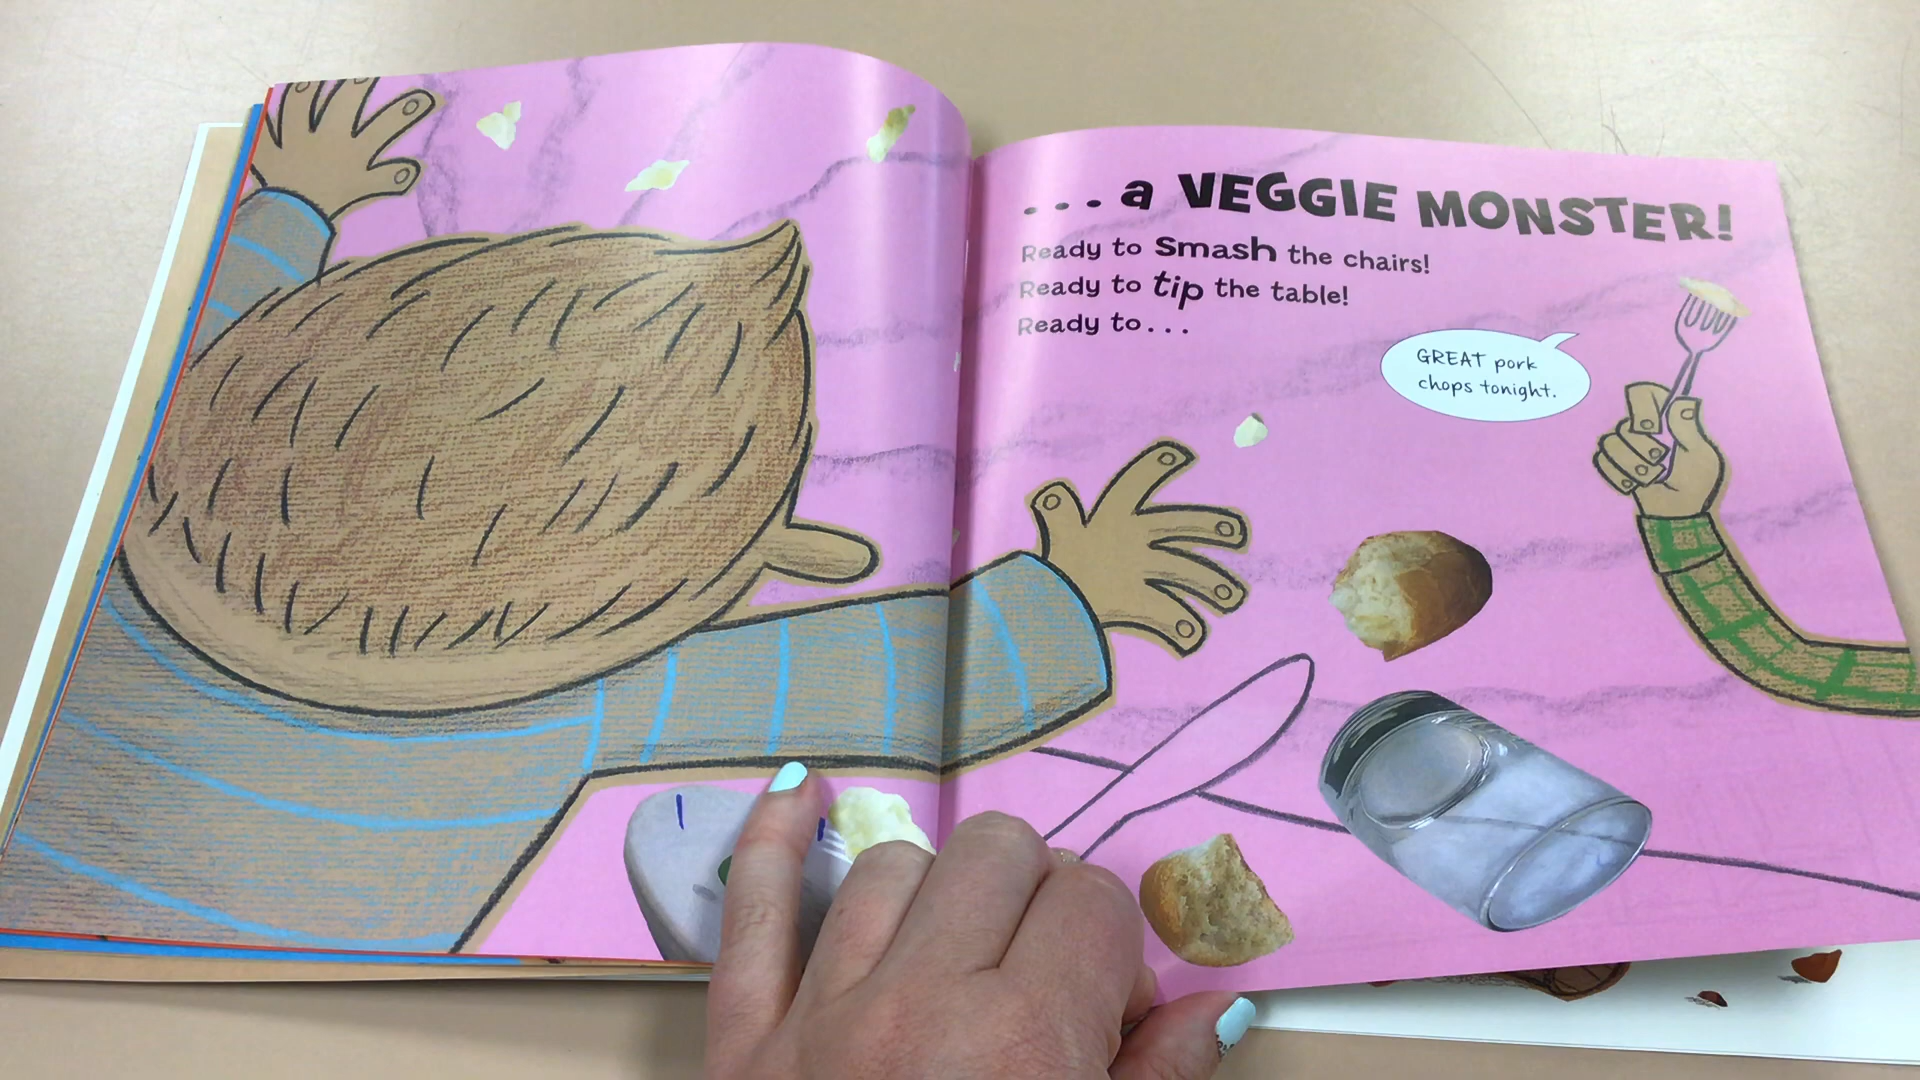 . . . a VEGGIE MONSTER!
Ready to Smash the chairs!
Ready to tip the table!
Ready to . . .
GREAT pork
chops tonight.